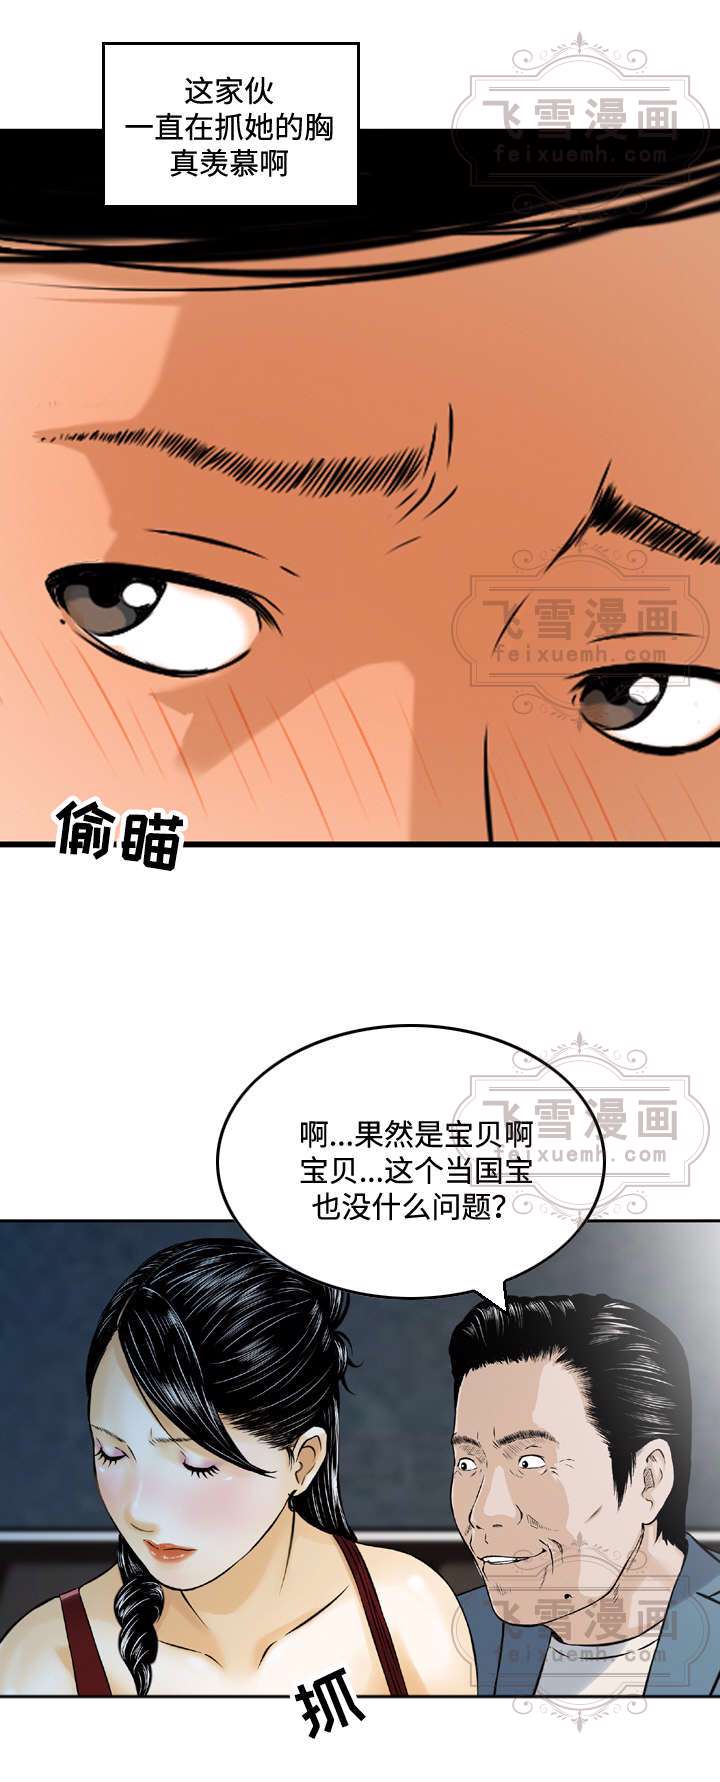 这家伙
一直在抓她的胸
真羡慕啊
飞雪漫画
feixuemh.com
飞雪漫画
feixuemh.com
偷瞄
啊...果然是宝贝啊
宝贝...这个当国宝
也没什么问题？
飞雪漫画
feixuemh.com
飞雪漫画
feixuemh.com
抓